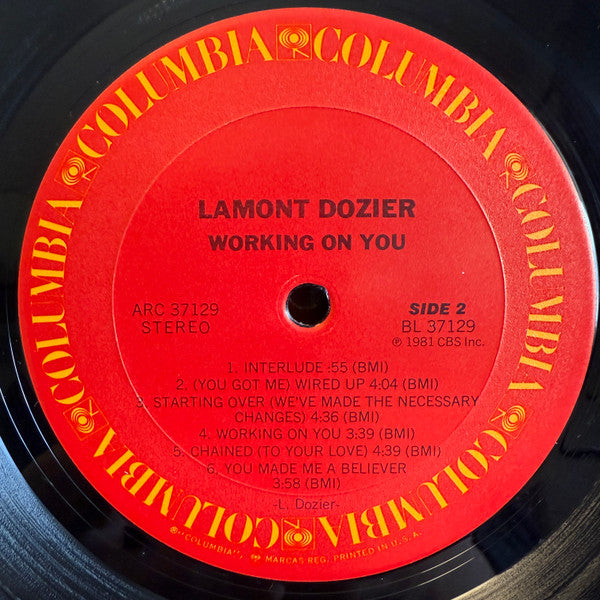 COLUMBIA COLUMBIA COLUMBIA COLUMBIA COLUMBIA COLUMBIA
LAMONT DOZIER
WORKING ON YOU
ARC 37129 SIDE 2
STEREO BL 37129
℗ 1981 CBS Inc.
1. INTERLUDE :55 (BMI)
2. (YOU GOT ME) WIRED UP 4:04 (BMI)
3. STARTING OVER (WE'VE MADE THE NECESSARY
CHANGES) 4:36 (BMI)
4. WORKING ON YOU 3:39 (BMI)
5. CHAINED (TO YOUR LOVE) 4:39 (BMI)
6. YOU MADE ME A BELIEVER
3:58 (BMI)
-L. Dozier-
® "COLUMBIA", MARCAS REG. PRINTED IN U.S.A.